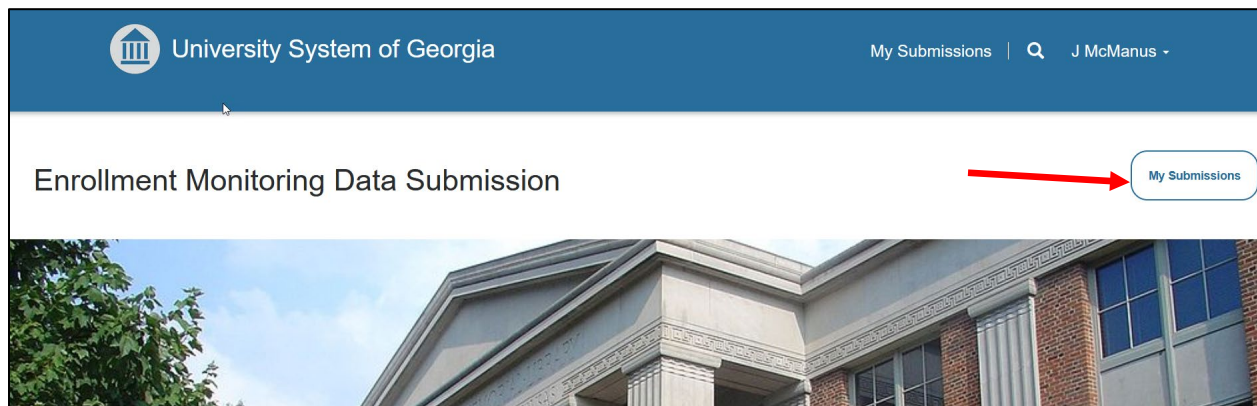 University System of Georgia
My Submissions
J McManus
Enrollment Monitoring Data Submission
My Submissions